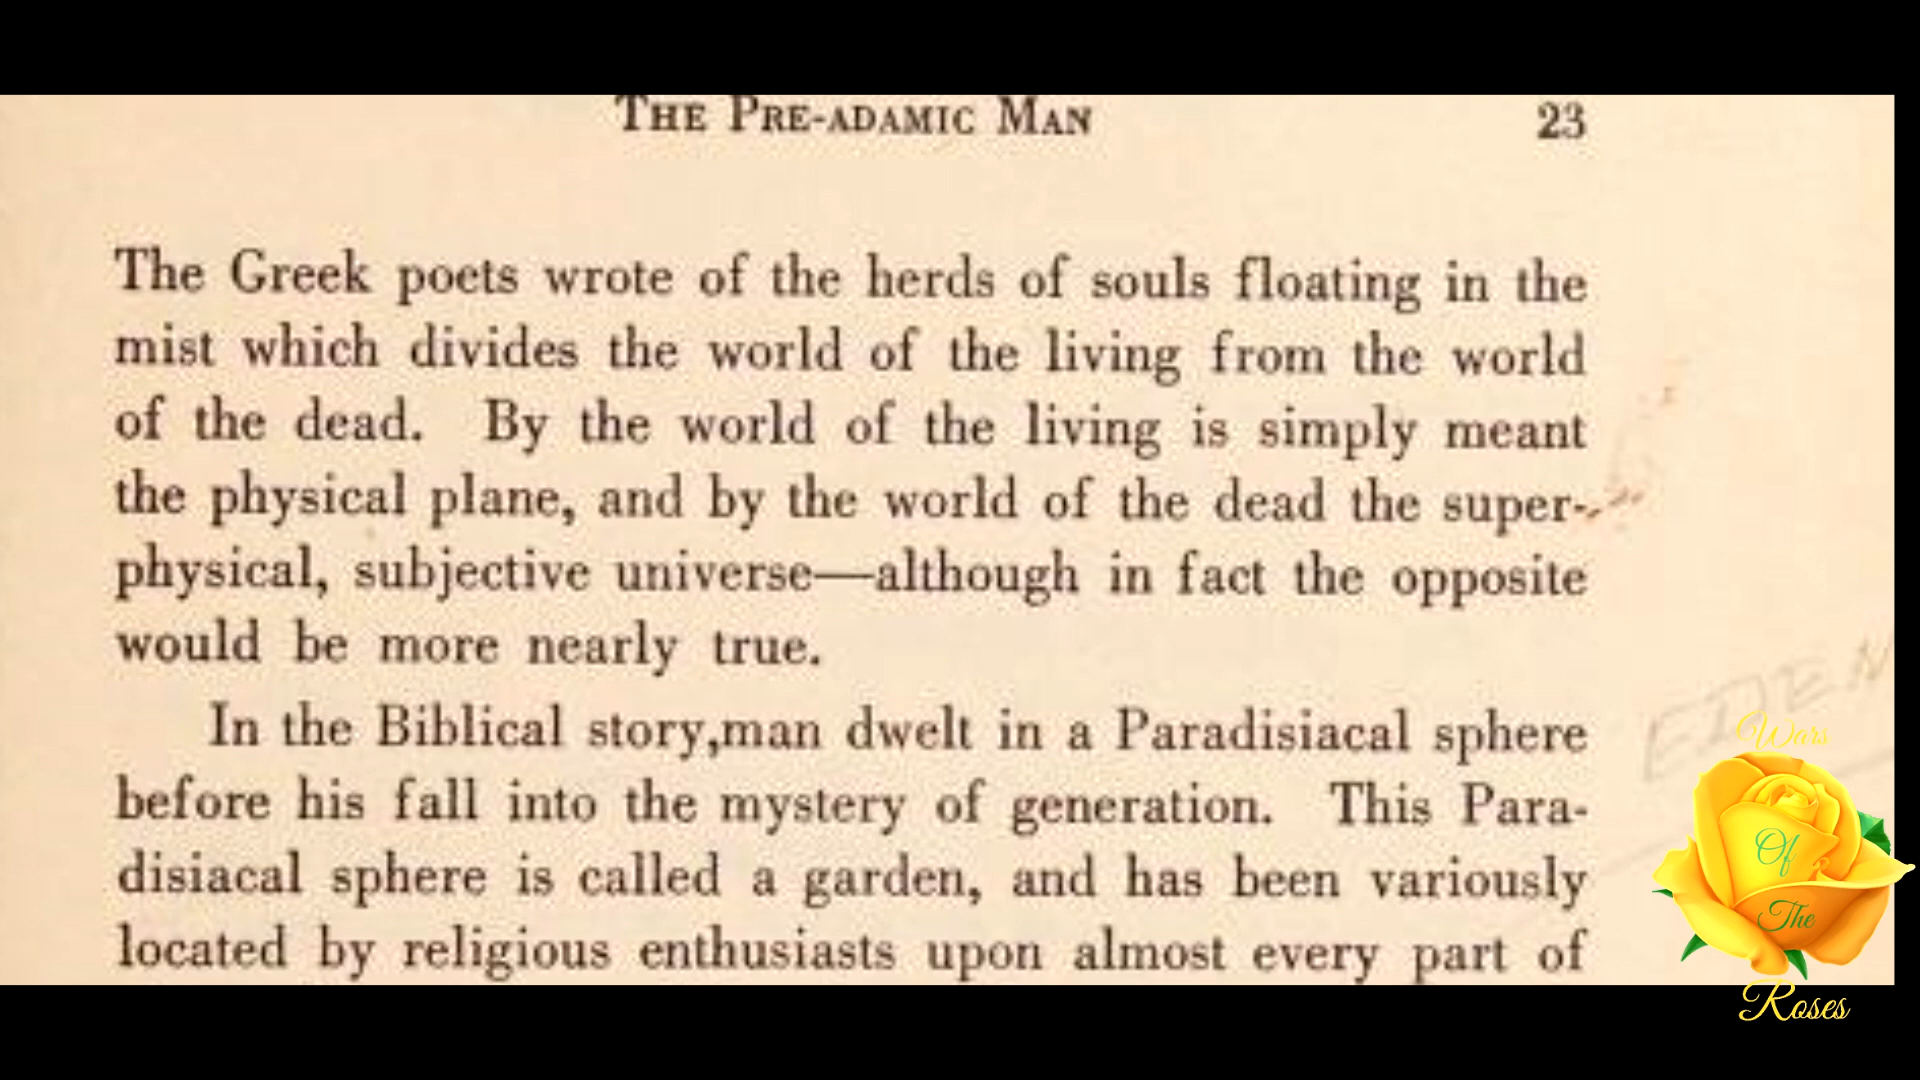 THE PRE-ADAMIC MAN 23
The Greek poets wrote of the herds of souls floating in the
mist which divides the world of the living from the world
of the dead. By the world of the living is simply meant
the physical plane, and by the world of the dead the super-
physical, subjective universe—although in fact the opposite
would be more nearly true.
In the Biblical story,man dwelt in a Paradisiacal sphere
before his fall into the mystery of generation. This Para-
disiacal sphere is called a garden, and has been variously
located by religious enthusiasts upon almost every part of
EDEN
Wars
Of
The
Roses